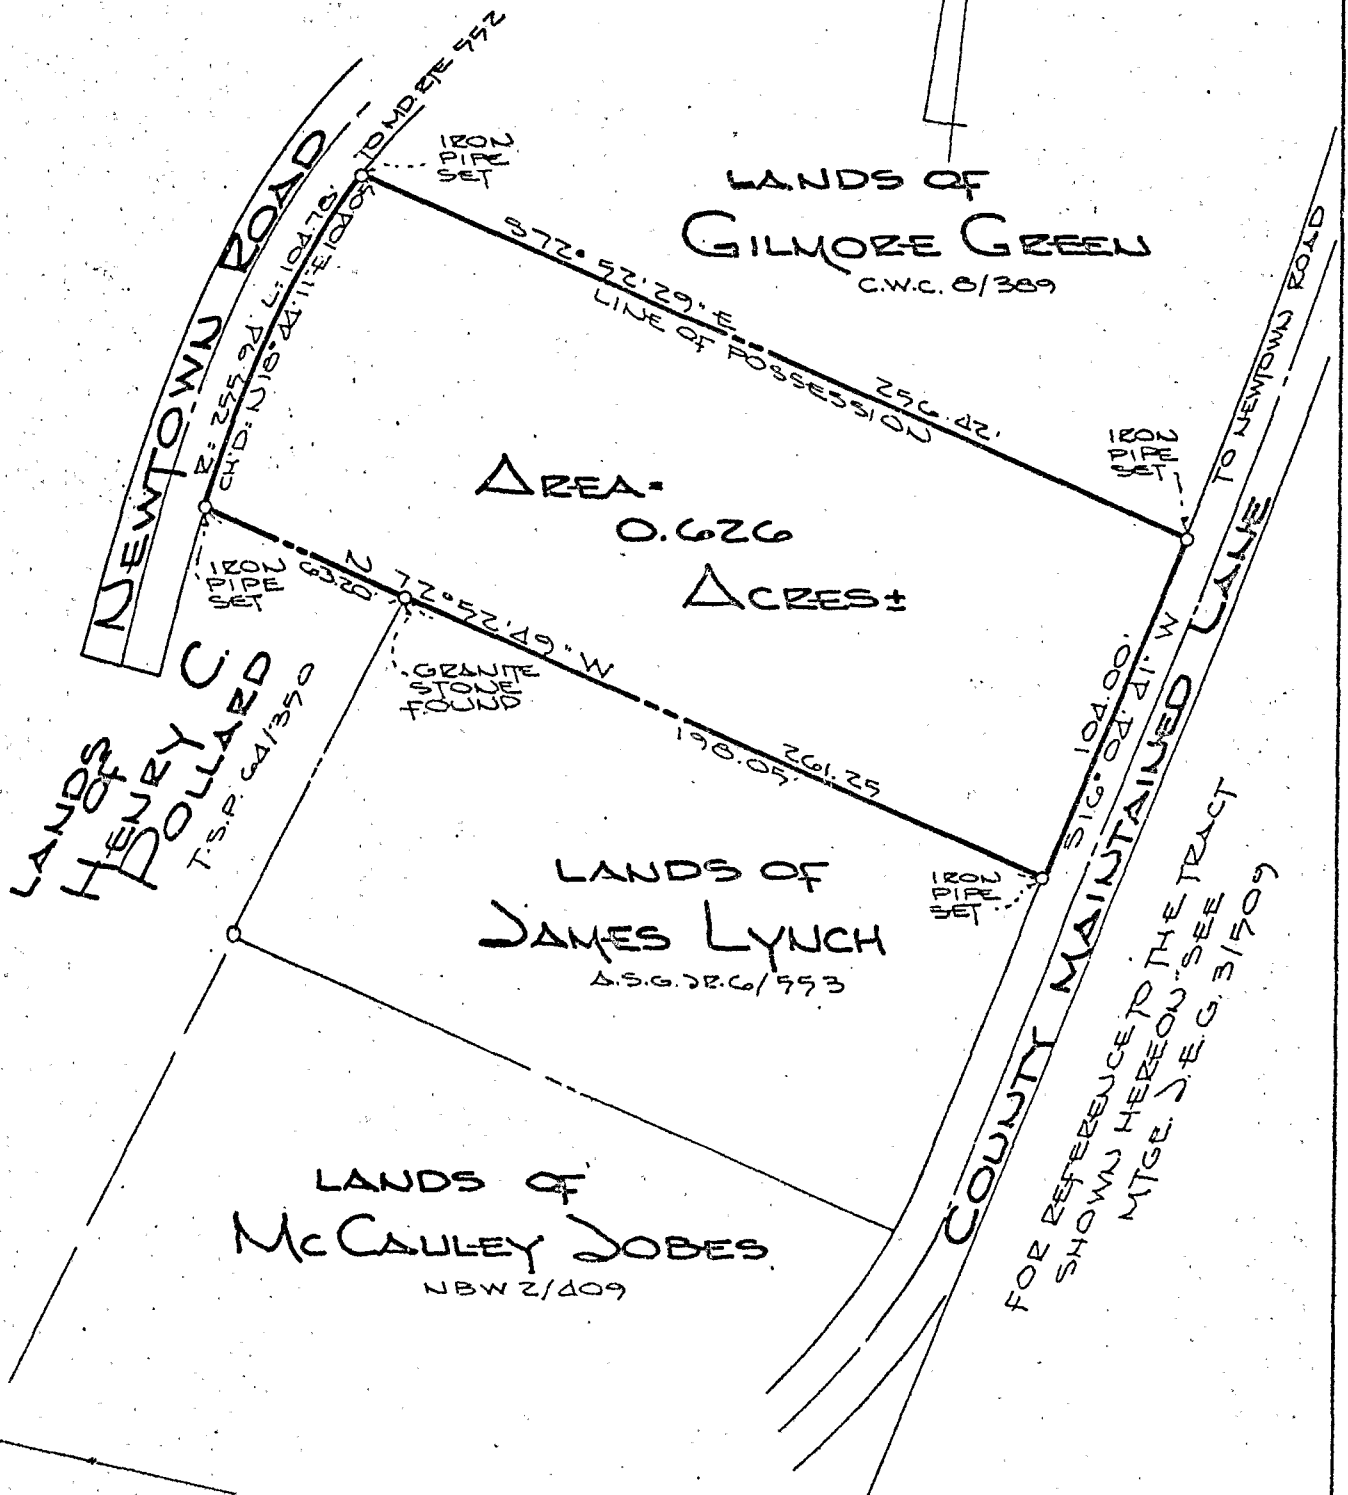 TO MD. RTE 552
NEWTOWN ROAD
IRON
PIPE
SET
R: 255.94' L: 104.78'
CH'D: N18°44'11"E 104.05'
S72°52'29"E
256.42'
LINE OF POSSESSION
LANDS OF
GILMORE GREEN
C.W.C. 8/389
TO NEWTOWN ROAD
IRON
PIPE
SET
AREA=
0.626
ACRES±
IRON
PIPE
SET
63.20'
N 72°52'49" W
GRANITE
STONE
FOUND
198.05'
261.25
104.00'
S16°04'41" W
COUNTY MAINTAINED LANE
IRON
PIPE
SET
LANDS
OF
HENRY C.
POLLARD
T.S.P. 64/350
LANDS OF
JAMES LYNCH
A.S.G. JR. 6/553
LANDS OF
McCAULEY JOBES
NBW 2/409
FOR REFERENCE TO THE TRACT
SHOWN HEREON SEE
MTGE. J.E.G. 3/509